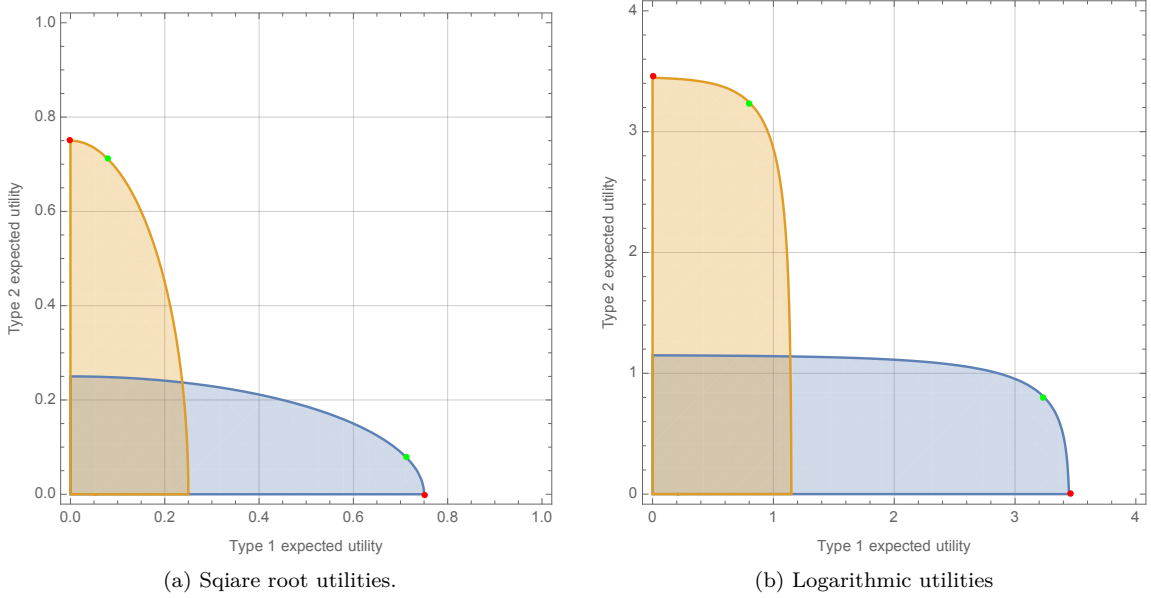 1.0
0.8
0.6
0.4
0.2
0.0
Type 2 expected utility
0.0 0.2 0.4 0.6 0.8 1.0
Type 1 expected utility
(a) Sqiare root utilities.
4
3
2
1
0
Type 2 expected utility
0 1 2 3 4
Type 1 expected utility
(b) Logarithmic utilities